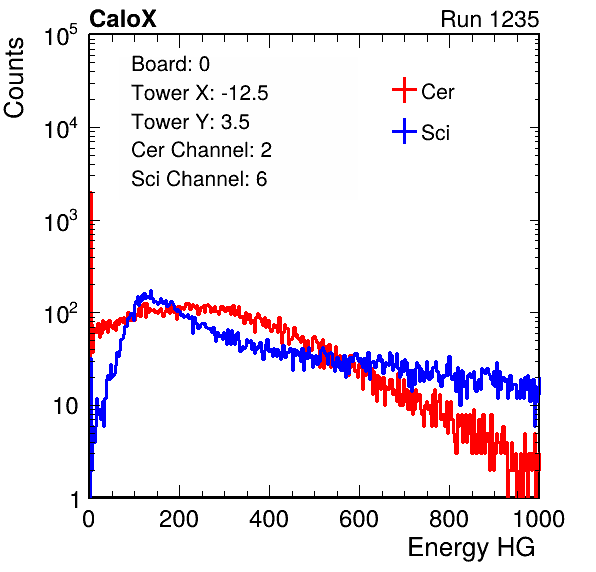 CaloX Run 1235
Counts
10^5
10^4
10^3
10^2
10
1
Board: 0
Tower X: -12.5
Tower Y: 3.5
Cer Channel: 2
Sci Channel: 6
Cer
Sci
0 200 400 600 800 1000
Energy HG